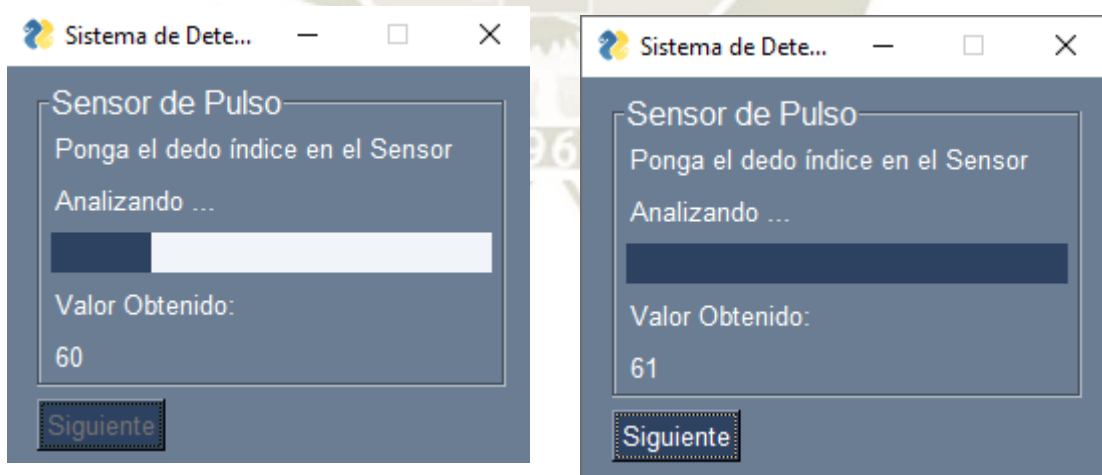 Sistema de Dete...
Sensor de Pulso
Ponga el dedo índice en el Sensor
Analizando ...
Valor Obtenido:
60
Siguiente
Sistema de Dete...
Sensor de Pulso
Ponga el dedo índice en el Sensor
Analizando ...
Valor Obtenido:
61
Siguiente
96